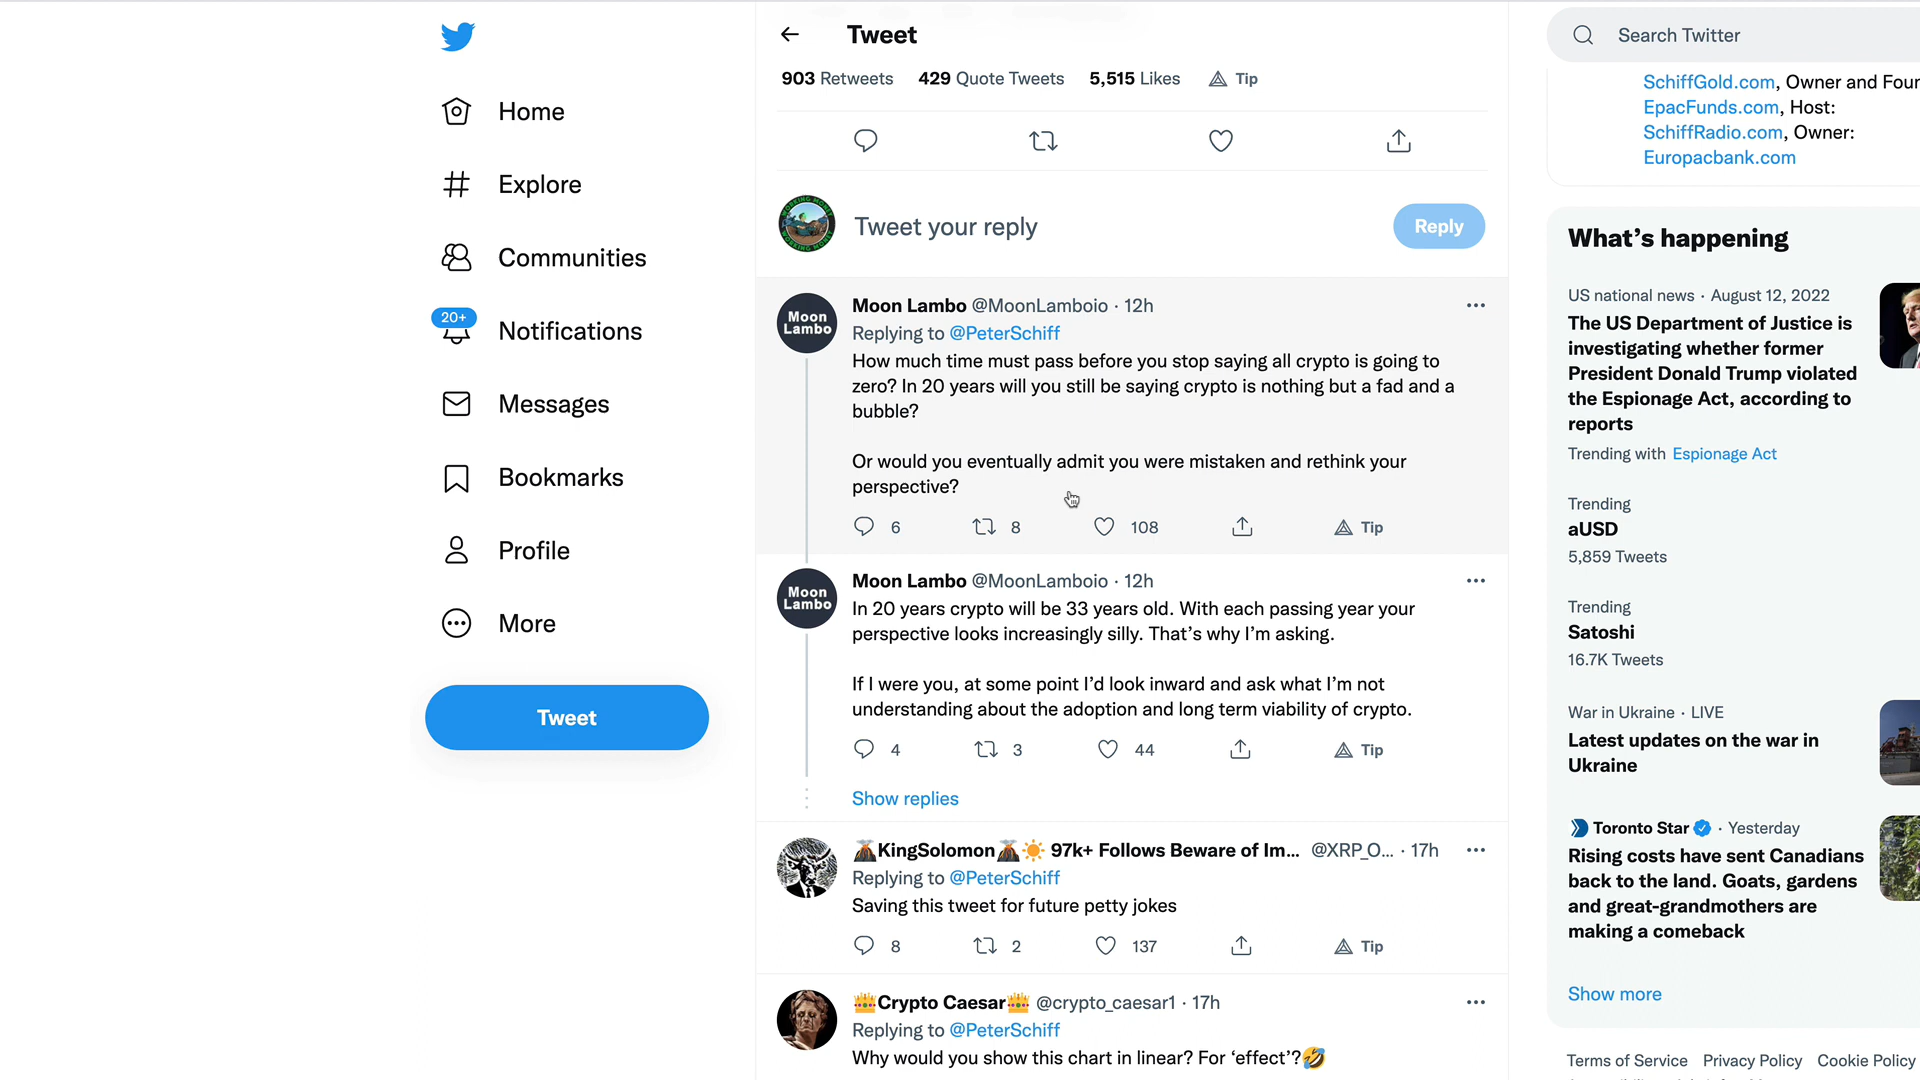 Home
Explore
Communities
20+
Notifications
Messages
Bookmarks
Profile
More
Tweet
Tweet
903 Retweets 429 Quote Tweets 5,515 Likes Tip
Tweet your reply
Reply
Moon Lambo
Moon Lambo @MoonLamboio · 12h
Replying to @PeterSchiff
How much time must pass before you stop saying all crypto is going to
zero? In 20 years will you still be saying crypto is nothing but a fad and a
bubble?
Or would you eventually admit you were mistaken and rethink your
perspective?
6 8 108 Tip
Moon Lambo
Moon Lambo @MoonLamboio · 12h
In 20 years crypto will be 33 years old. With each passing year your
perspective looks increasingly silly. That’s why I’m asking.
If I were you, at some point I’d look inward and ask what I’m not
understanding about the adoption and long term viability of crypto.
4 3 44 Tip
Show replies
🌋KingSolomon🌋☀️ 97k+ Follows Beware of Im... @XRP_O... · 17h
Replying to @PeterSchiff
Saving this tweet for future petty jokes
8 2 137 Tip
👑Crypto Caesar👑 @crypto_caesar1 · 17h
Replying to @PeterSchiff
Why would you show this chart in linear? For ‘effect’?🤣
Search Twitter
SchiffGold.com, Owner and Four
EpacFunds.com, Host:
SchiffRadio.com, Owner:
Europacbank.com
What’s happening
US national news · August 12, 2022
The US Department of Justice is
investigating whether former
President Donald Trump violated
the Espionage Act, according to
reports
Trending with Espionage Act
Trending
aUSD
5,859 Tweets
Trending
Satoshi
16.7K Tweets
War in Ukraine · LIVE
Latest updates on the war in
Ukraine
Toronto Star · Yesterday
Rising costs have sent Canadians
back to the land. Goats, gardens
and great-grandmothers are
making a comeback
Show more
Terms of Service Privacy Policy Cookie Policy